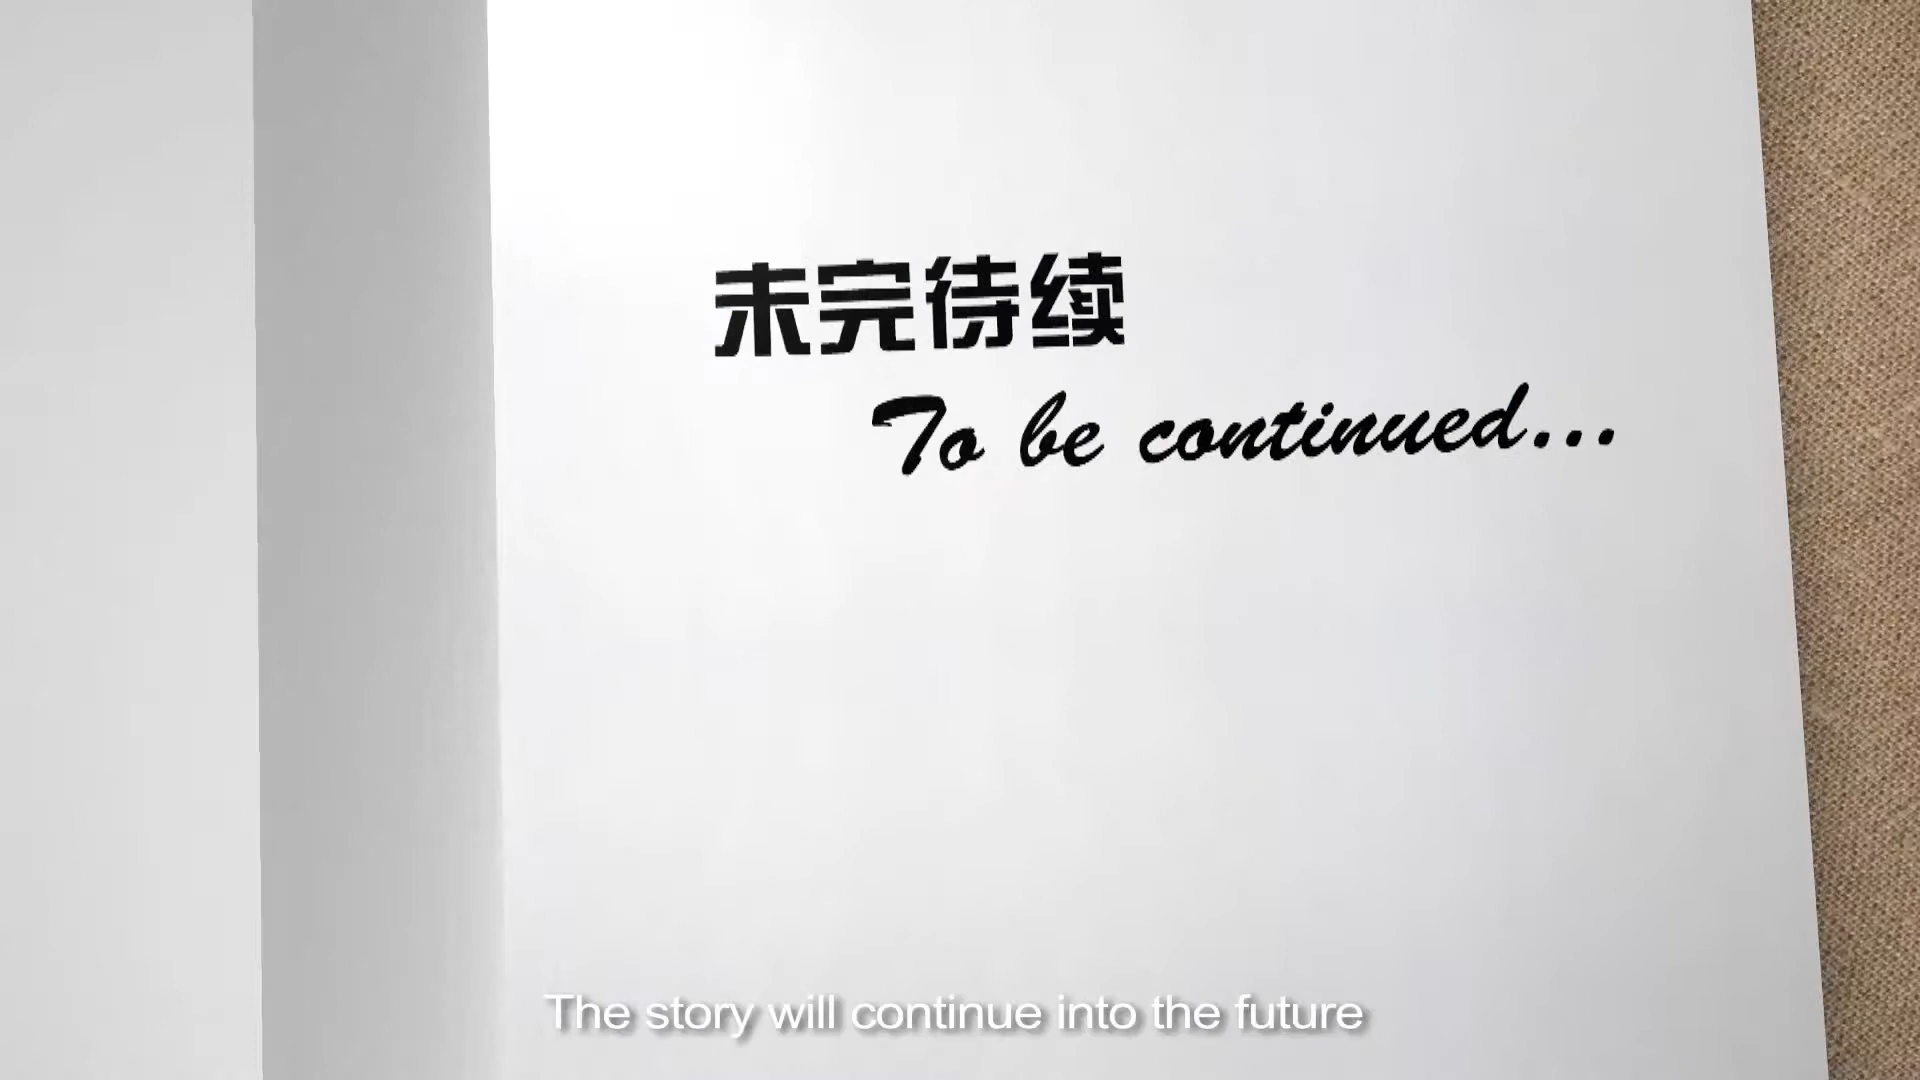 未完待续
To be continued...
The story will continue into the future